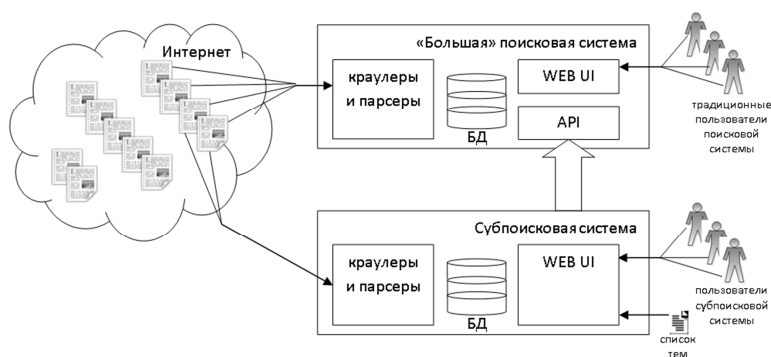 Интернет
«Большая» поисковая система
краулеры
и парсеры
БД
WEB UI
API
традиционные
пользователи
поисковой
системы
Субпоисковая система
краулеры
и парсеры
БД
WEB UI
пользователи
субпоисковой
системы
список
тем